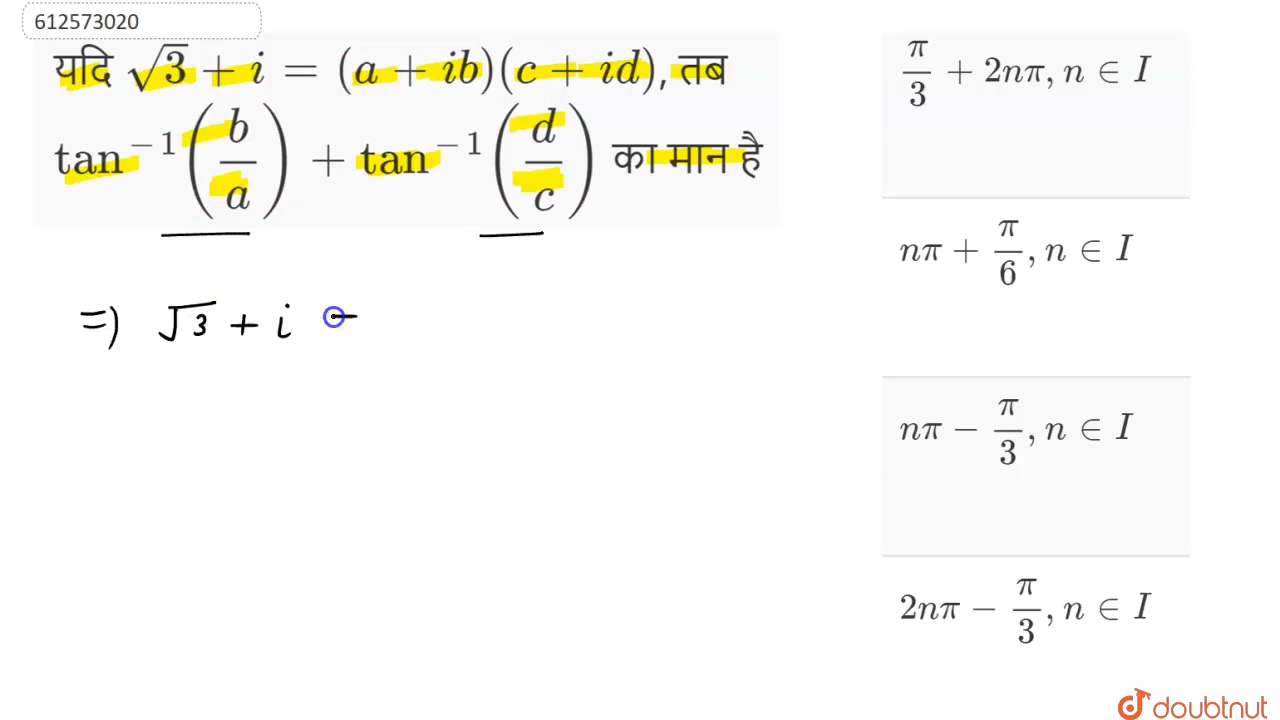 612573020
यदि √3 + i = (a + ib)(c + id), तब
tan⁻¹(b/a) + tan⁻¹(d/c) का मान है
=) √3 + i =
π/3 + 2nπ, n ∈ I
nπ + π/6, n ∈ I
nπ − π/3, n ∈ I
2nπ − π/3, n ∈ I
doubtnut